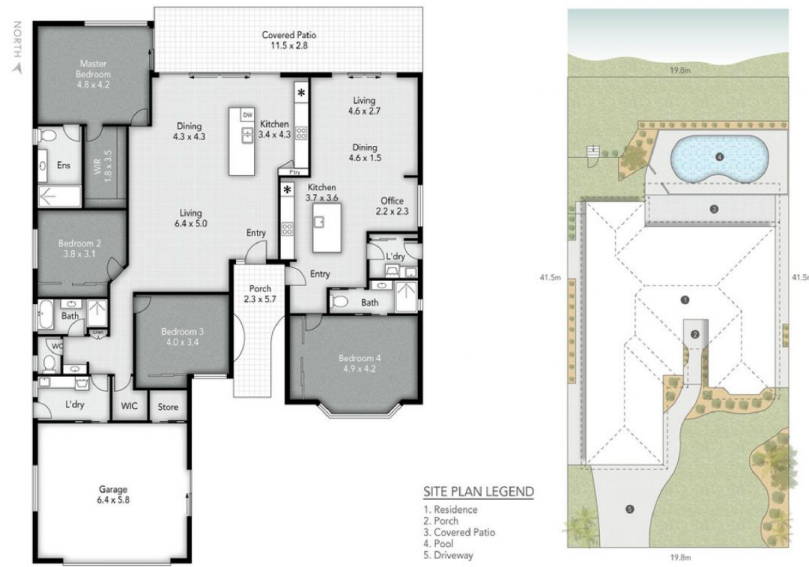 NORTH
Covered Patio
11.5 x 2.8
Master
Bedroom
4.8 x 4.2
Ens
WIR
1.8 x 3.5
Dining
4.3 x 4.3
DW
Kitchen
3.4 x 4.3
Ptry
Living
4.6 x 2.7
Dining
4.6 x 1.5
Kitchen
3.7 x 3.6
Office
2.2 x 2.3
Living
6.4 x 5.0
Entry
Bedroom 2
3.8 x 3.1
L'dry
Entry
Porch
2.3 x 5.7
Bath
Bath
WC
Bedroom 3
4.0 x 3.4
Bedroom 4
4.9 x 4.2
L'dry
WIC
Store
Garage
6.4 x 5.8
SITE PLAN LEGEND
1. Residence
2. Porch
3. Covered Patio
4. Pool
5. Driveway
19.8m
4
3
41.5m
41.5m
1
2
5
19.8m